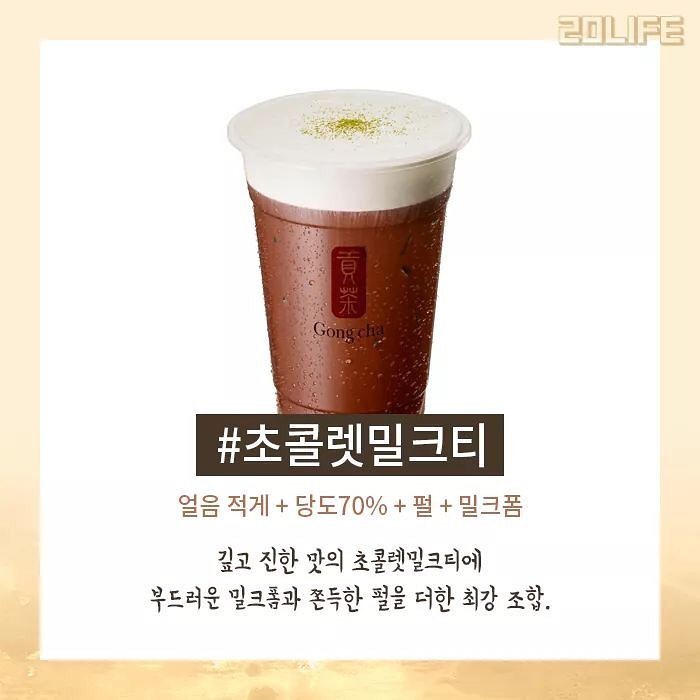 20LIFE
貢茶
Gong cha
#초콜렛밀크티
얼음 적게 + 당도70% + 펄 + 밀크폼
깊고 진한 맛의 초콜렛밀크티에
부드러운 밀크폼과 쫀득한 펄을 더한 최강 조합.